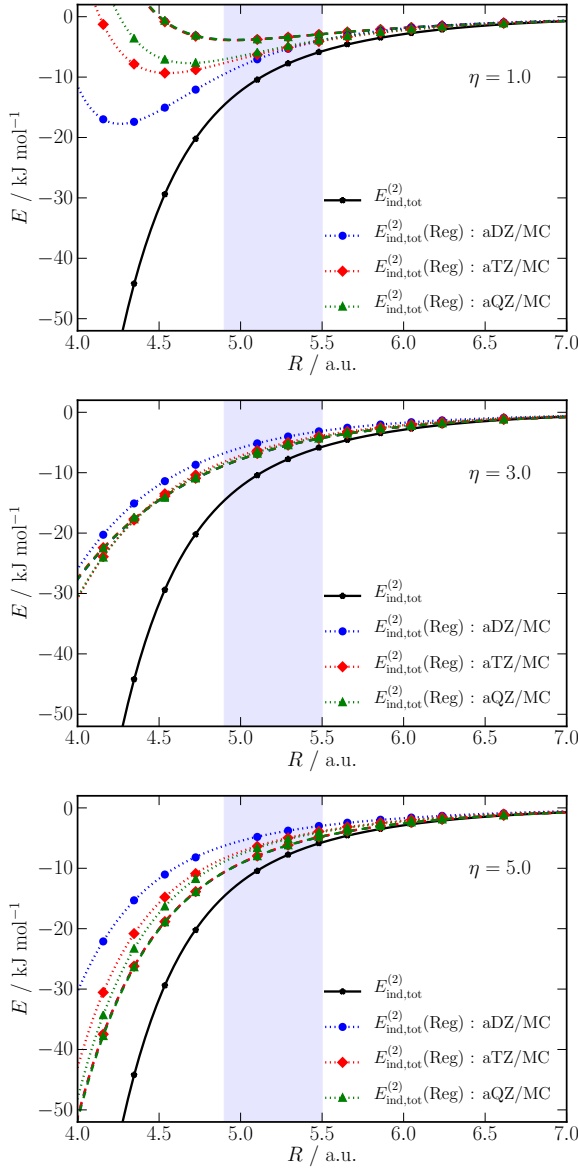 0
−10
−20
−30
−40
−50
E / kJ mol⁻¹
η = 1.0
E⁽²⁾ind,tot
E⁽²⁾ind,tot(Reg) : aDZ/MC
E⁽²⁾ind,tot(Reg) : aTZ/MC
E⁽²⁾ind,tot(Reg) : aQZ/MC
4.0 4.5 5.0 5.5 6.0 6.5 7.0
R / a.u.
0
−10
−20
−30
−40
−50
E / kJ mol⁻¹
η = 3.0
E⁽²⁾ind,tot
E⁽²⁾ind,tot(Reg) : aDZ/MC
E⁽²⁾ind,tot(Reg) : aTZ/MC
E⁽²⁾ind,tot(Reg) : aQZ/MC
4.0 4.5 5.0 5.5 6.0 6.5 7.0
R / a.u.
0
−10
−20
−30
−40
−50
E / kJ mol⁻¹
η = 5.0
E⁽²⁾ind,tot
E⁽²⁾ind,tot(Reg) : aDZ/MC
E⁽²⁾ind,tot(Reg) : aTZ/MC
E⁽²⁾ind,tot(Reg) : aQZ/MC
4.0 4.5 5.0 5.5 6.0 6.5 7.0
R / a.u.